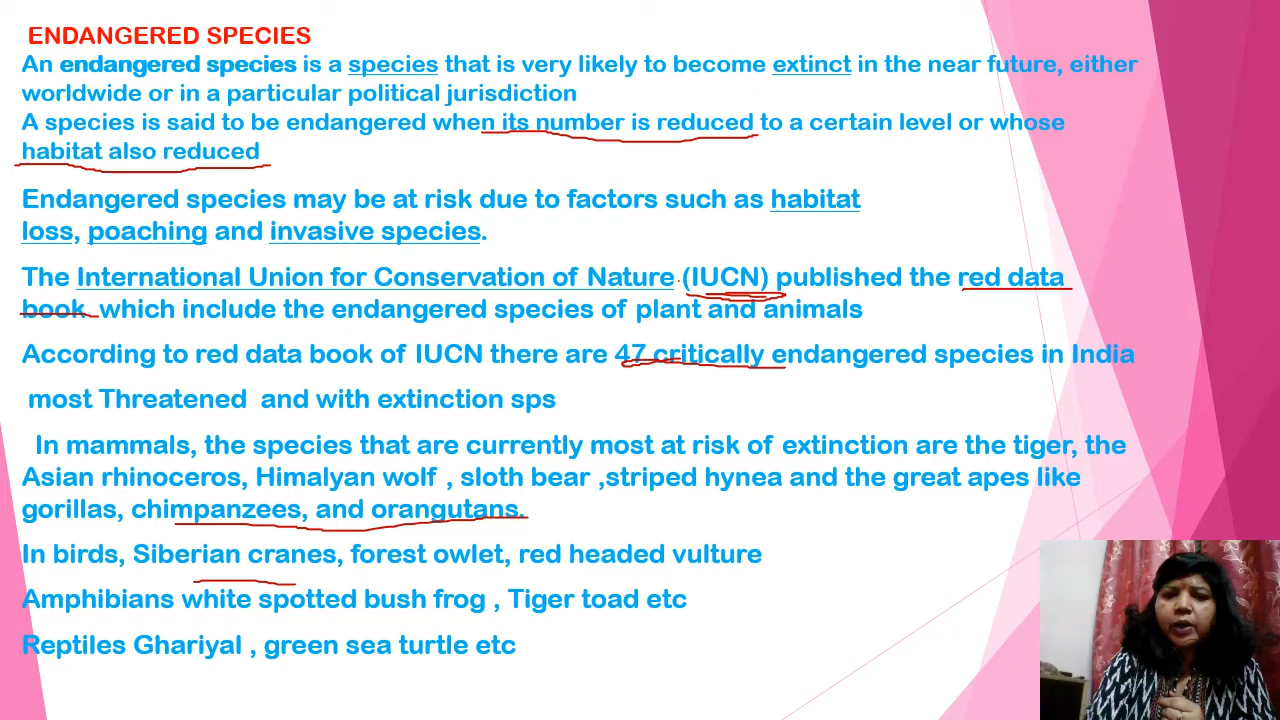 ENDANGERED SPECIES
An endangered species is a species that is very likely to become extinct in the near future, either
worldwide or in a particular political jurisdiction
A species is said to be endangered when its number is reduced to a certain level or whose
habitat also reduced
Endangered species may be at risk due to factors such as habitat
loss, poaching and invasive species.
The International Union for Conservation of Nature (IUCN) published the red data
book which include the endangered species of plant and animals
According to red data book of IUCN there are 47 critically endangered species in India
most Threatened and with extinction sps
In mammals, the species that are currently most at risk of extinction are the tiger, the
Asian rhinoceros, Himalyan wolf , sloth bear ,striped hynea and the great apes like
gorillas, chimpanzees, and orangutans.
In birds, Siberian cranes, forest owlet, red headed vulture
Amphibians white spotted bush frog , Tiger toad etc
Reptiles Ghariyal , green sea turtle etc